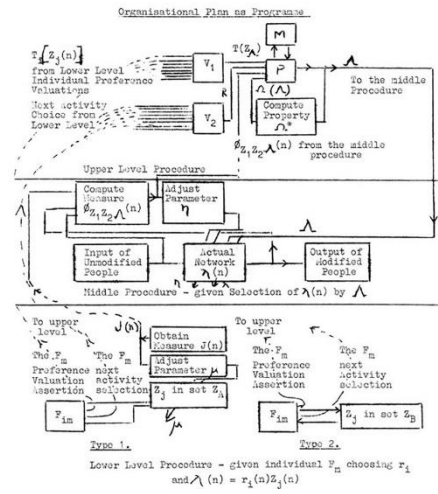 Organisational Plan as Programme
M
T[Zj(n)]
from Lower Level
Individual Preference
Valuations
V1
T(ZΛ)
P
Λ
To the middle
Procedure
R
Ω(Λ)
Next activity
Choice from
Lower Level
V2
Compute
Property
Ω*
ØZ1Z2Λ(n) from the middle
procedure
Upper Level Procedure
Compute
Measure
ØZ1Z2Λ(n)
Adjust
Parameter
η
Λ
Input of
Unmodified
People
Actual
Network
η(n)
Output of
Modified
People
Middle Procedure - given Selection of λ(n) by Λ
To upper
level
J(n)
Obtain
Measure J(n)
The Fm
Preference
Valuation
Assertion
The Fm
next
activity
selection
Adjust
Parameter μ
Fim
Zj in set ZA
μ
Type 1.
To upper
level
The Fm
Preference
Valuation
Assertion
The Fm
next
Activity
selection
Fim
Zj in set ZB
Type 2.
Lower Level Procedure - given individual Fm choosing ri
and λ(n) = ri(n)Zj(n)